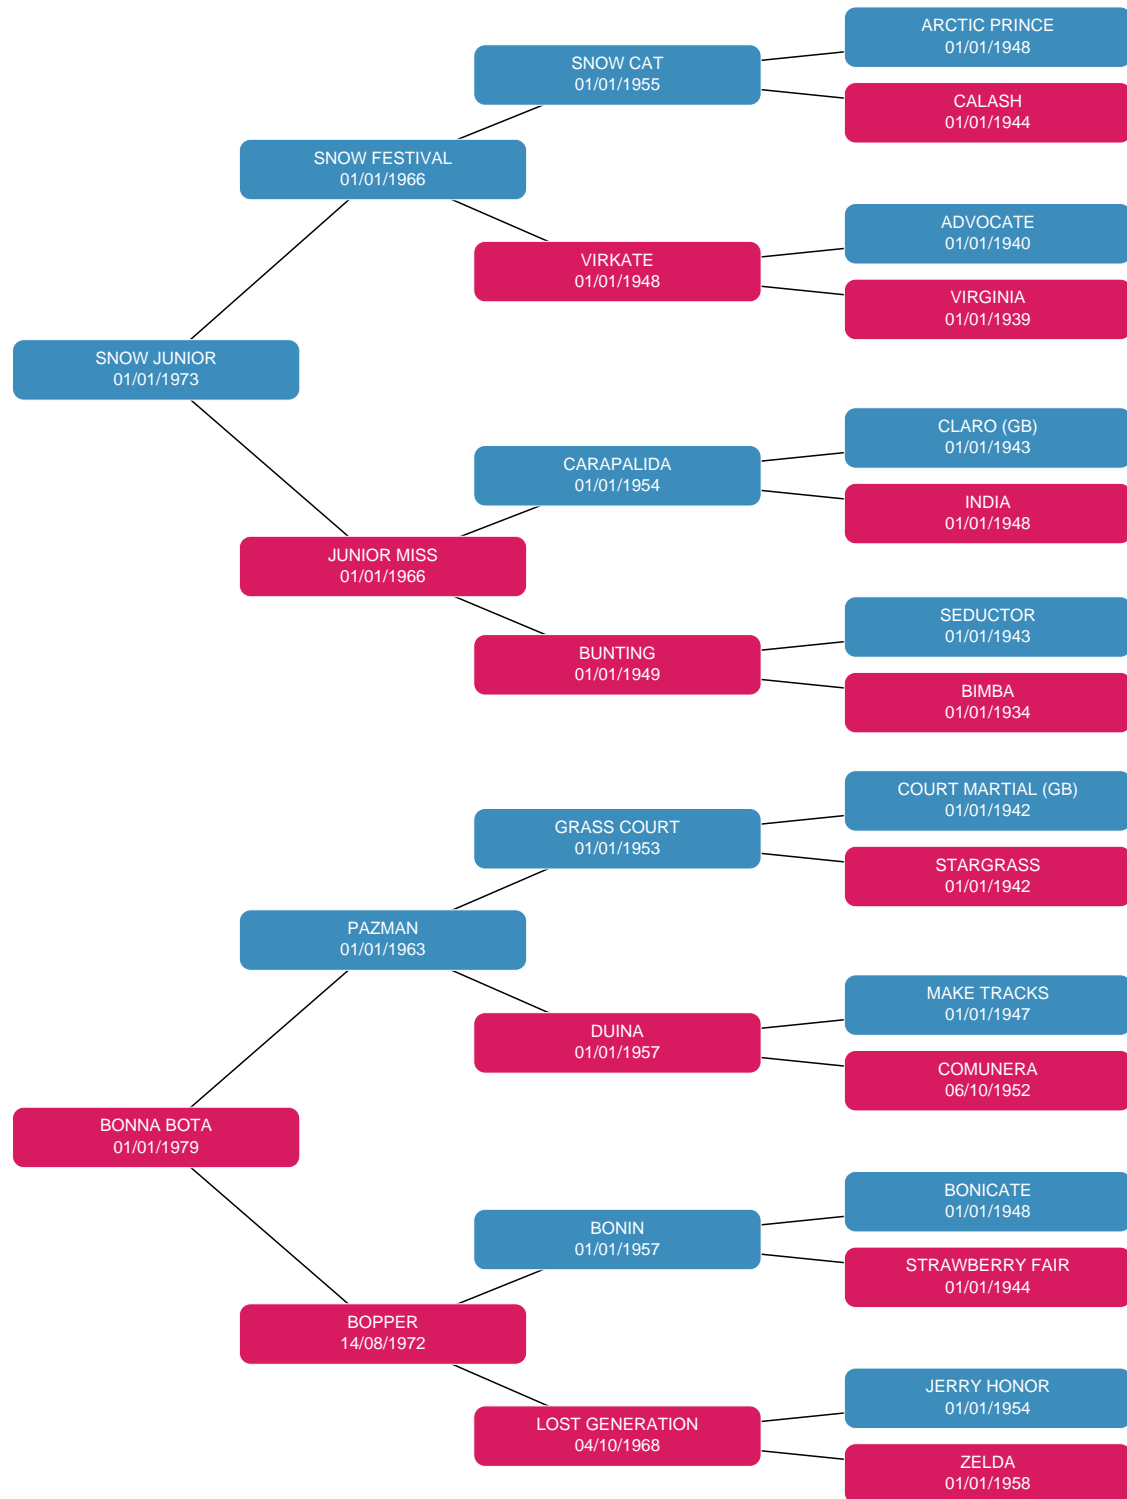 ARCTIC PRINCE
01/01/1948
SNOW CAT
01/01/1955
CALASH
01/01/1944
SNOW FESTIVAL
01/01/1966
ADVOCATE
01/01/1940
VIRKATE
01/01/1948
VIRGINIA
01/01/1939
SNOW JUNIOR
01/01/1973
CLARO (GB)
01/01/1943
CARAPALIDA
01/01/1954
INDIA
01/01/1948
JUNIOR MISS
01/01/1966
SEDUCTOR
01/01/1943
BUNTING
01/01/1949
BIMBA
01/01/1934
COURT MARTIAL (GB)
01/01/1942
GRASS COURT
01/01/1953
STARGRASS
01/01/1942
PAZMAN
01/01/1963
MAKE TRACKS
01/01/1947
DUINA
01/01/1957
COMUNERA
06/10/1952
BONNA BOTA
01/01/1979
BONICATE
01/01/1948
BONIN
01/01/1957
STRAWBERRY FAIR
01/01/1944
BOPPER
14/08/1972
JERRY HONOR
01/01/1954
LOST GENERATION
04/10/1968
ZELDA
01/01/1958